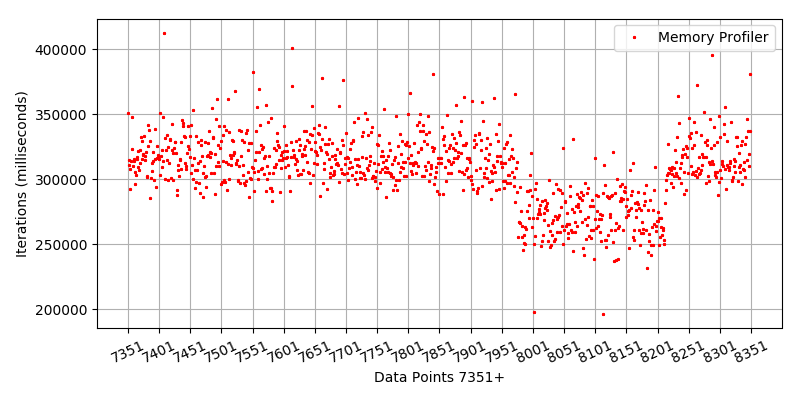 Memory Profiler
Iterations (milliseconds)
400000
350000
300000
250000
200000
7351 7401 7451 7501 7551 7601 7651 7701 7751 7801 7851 7901 7951 8001 8051 8101 8151 8201 8251 8301 8351
Data Points 7351+